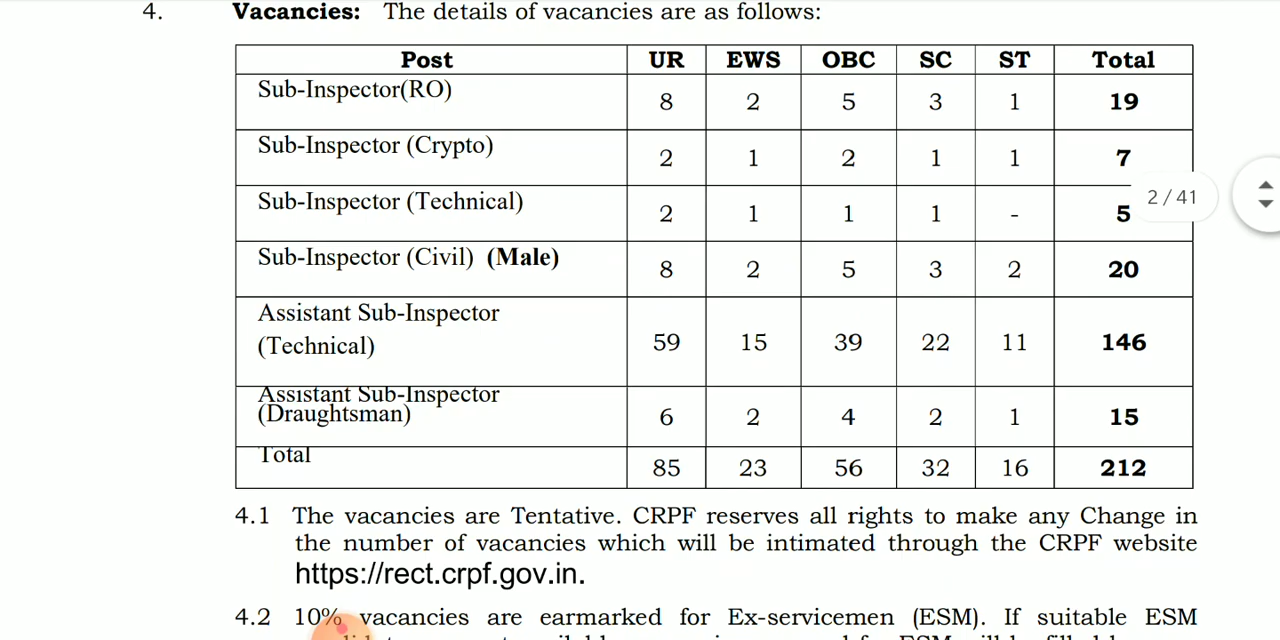 4. Vacancies: The details of vacancies are as follows:
Post UR EWS OBC SC ST Total
Sub-Inspector(RO) 8 2 5 3 1 19
Sub-Inspector (Crypto) 2 1 2 1 1 7
Sub-Inspector (Technical) 2 1 1 1 - 5
2 / 41
Sub-Inspector (Civil) (Male) 8 2 5 3 2 20
Assistant Sub-Inspector
(Technical) 59 15 39 22 11 146
Assistant Sub-Inspector
(Draughtsman) 6 2 4 2 1 15
Total 85 23 56 32 16 212
4.1 The vacancies are Tentative. CRPF reserves all rights to make any Change in
the number of vacancies which will be intimated through the CRPF website
https://rect.crpf.gov.in.
4.2 10% vacancies are earmarked for Ex-servicemen (ESM). If suitable ESM